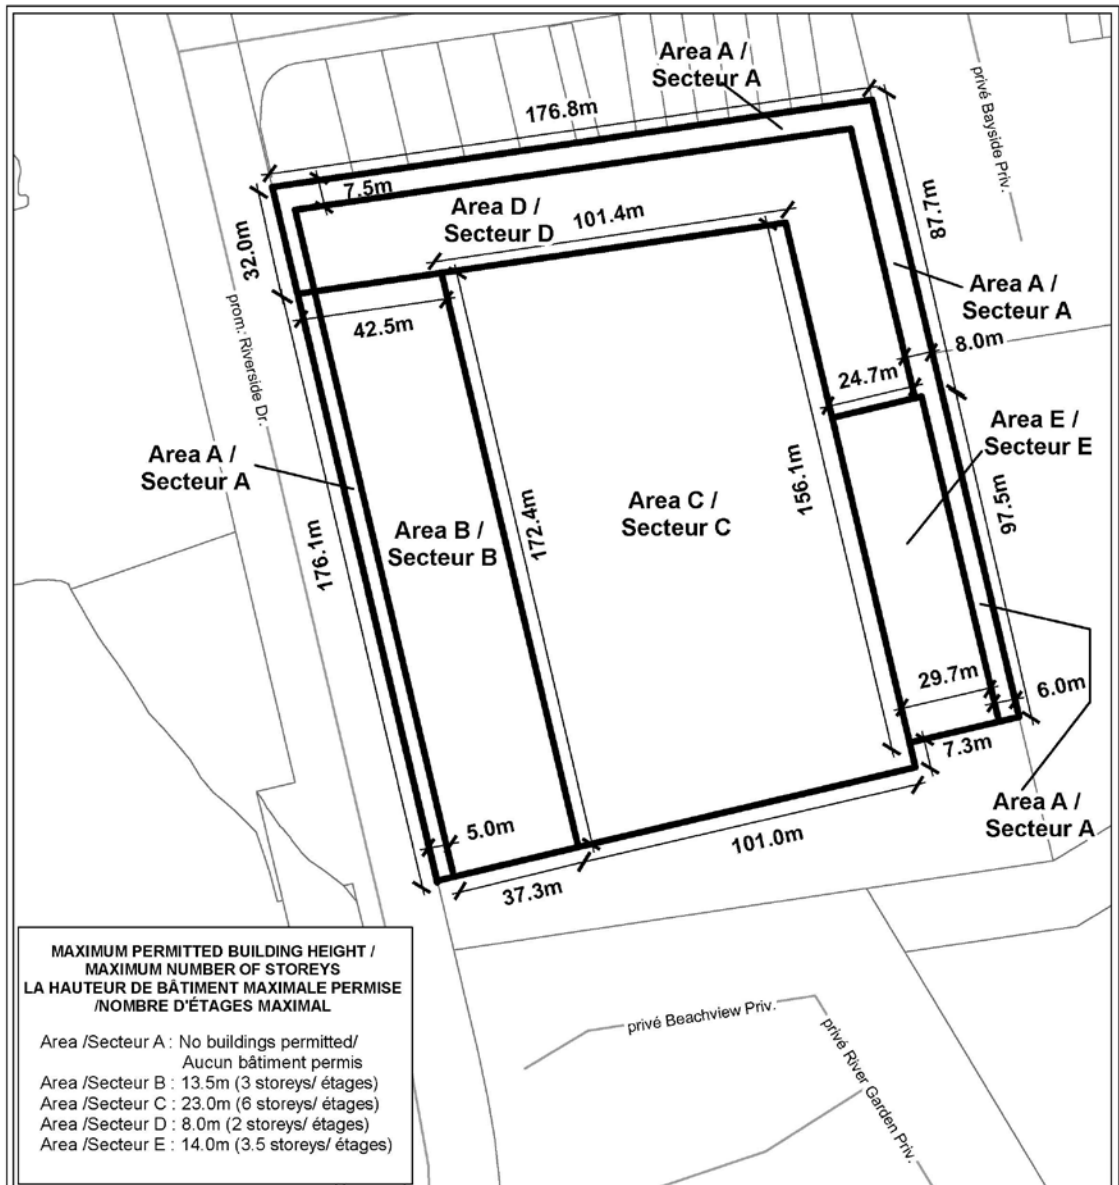 Area A /
Secteur A
176.8m
privé Bayside Priv.
7.5m
Area D /
Secteur D
101.4m
87.7m
32.0m
prom. Riverside Dr.
42.5m
Area A /
Secteur A
8.0m
24.7m
Area E /
Secteur E
Area A /
Secteur A
176.1m
Area B /
Secteur B
172.4m
Area C /
Secteur C
156.1m
97.5m
29.7m
6.0m
7.3m
Area A /
Secteur A
5.0m
101.0m
37.3m
MAXIMUM PERMITTED BUILDING HEIGHT /
MAXIMUM NUMBER OF STOREYS
LA HAUTEUR DE BÂTIMENT MAXIMALE PERMISE
/NOMBRE D'ÉTAGES MAXIMAL
Area /Secteur A : No buildings permitted/
Aucun bâtiment permis
Area /Secteur B : 13.5m (3 storeys/ étages)
Area /Secteur C : 23.0m (6 storeys/ étages)
Area /Secteur D : 8.0m (2 storeys/ étages)
Area /Secteur E : 14.0m (3.5 storeys/ étages)
privé Beachview Priv.
privé River Garden Priv.